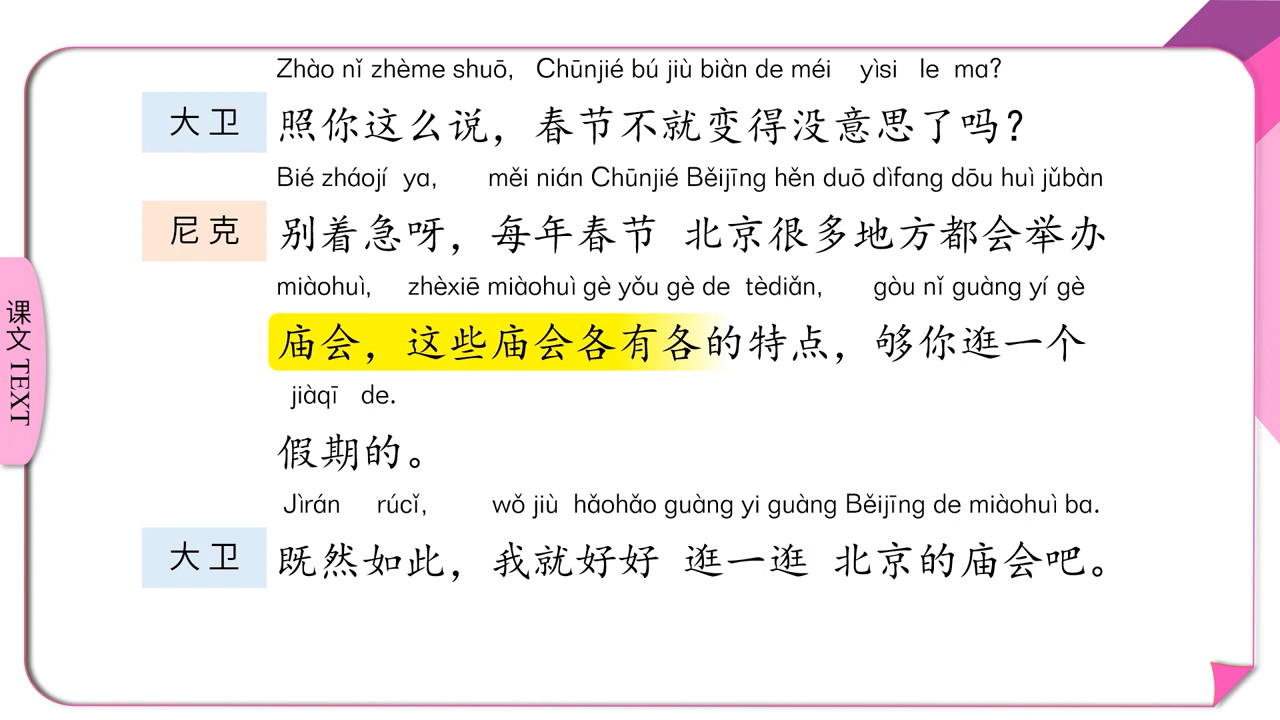 Zhào nǐ zhème shuō, Chūnjié bú jiù biàn de méi yìsi le ma?
大卫 照你这么说，春节不就变得没意思了吗？
Bié zháojí ya, měi nián Chūnjié Běijīng hěn duō dìfang dōu huì jǔbàn
尼克 别着急呀，每年春节 北京很多地方都会举办
miàohuì, zhèxiē miàohuì gè yǒu gè de tèdiǎn, gòu nǐ guàng yí gè
庙会，这些庙会各有各的特点，够你逛一个
jiàqī de.
假期的。
Jìrán rúcǐ, wǒ jiù hǎohǎo guàng yi guàng Běijīng de miàohuì ba.
大卫 既然如此，我就好好 逛一逛 北京的庙会吧。
课文 TEXT